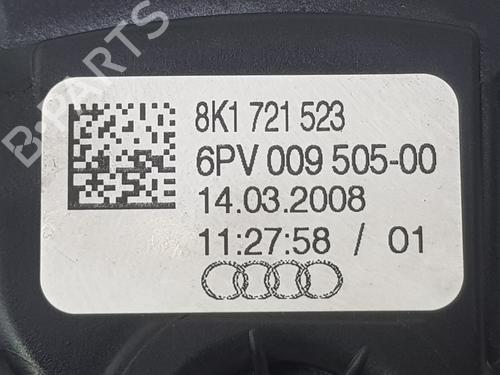 B-PARTS
8K1 721 523
6PV 009 505-00
14.03.2008
11:27:58 / 01